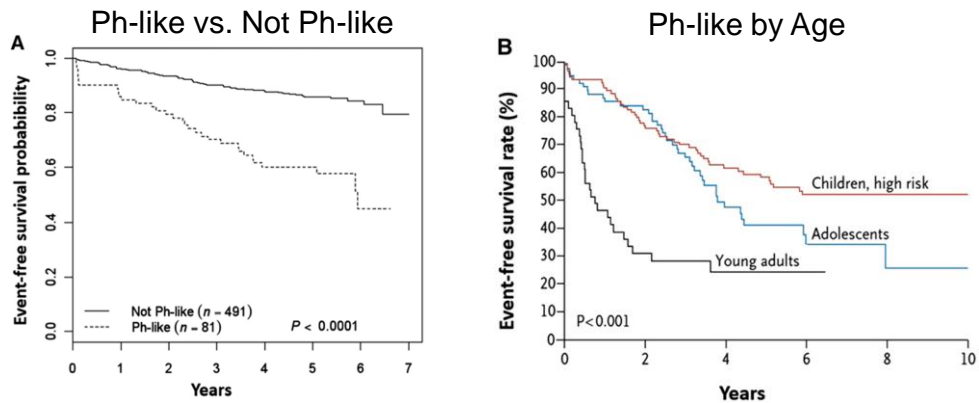 Ph-like vs. Not Ph-like
A
Event-free survival probability
1.0
0.8
0.6
0.4
0.2
0.0
Not Ph-like (n = 491)
Ph-like (n = 81)
P < 0.0001
0 1 2 3 4 5 6 7
Years
Ph-like by Age
B
Event-free survival rate (%)
100
90
80
70
60
50
40
30
20
10
0
Children, high risk
Adolescents
Young adults
P<0.001
0 2 4 6 8 10
Years